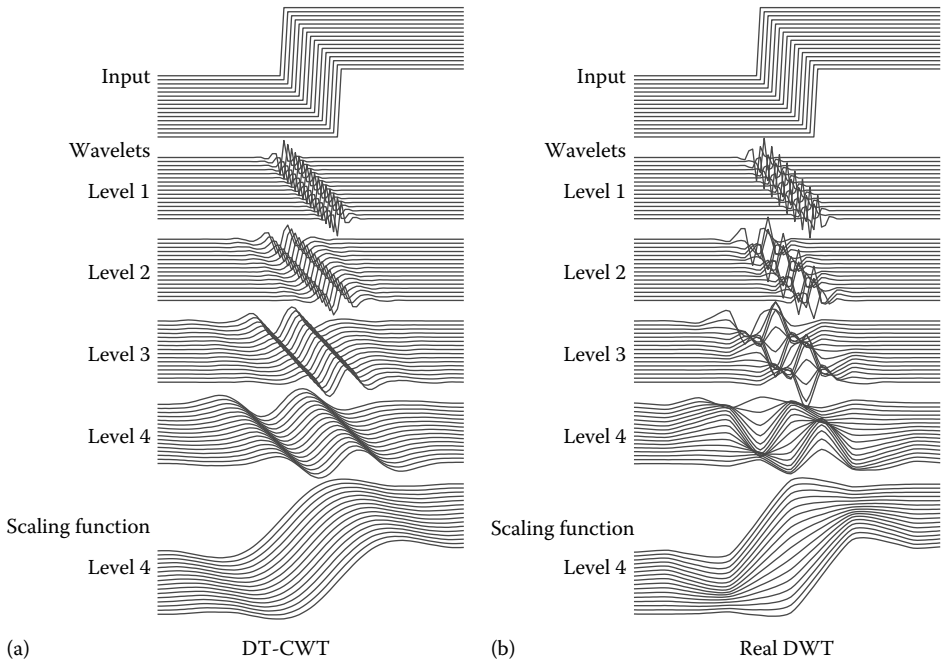 Input
Wavelets
Level 1
Level 2
Level 3
Level 4
Scaling function
Level 4
(a)
DT-CWT
Input
Wavelets
Level 1
Level 2
Level 3
Level 4
Scaling function
Level 4
(b)
Real DWT